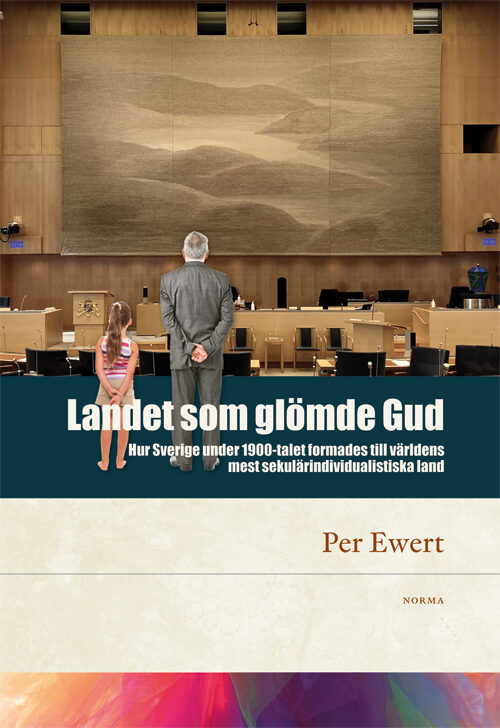 Landet som glömde Gud
Hur Sverige under 1900-talet formades till världens
mest sekulärindividualistiska land
Per Ewert
NORMA